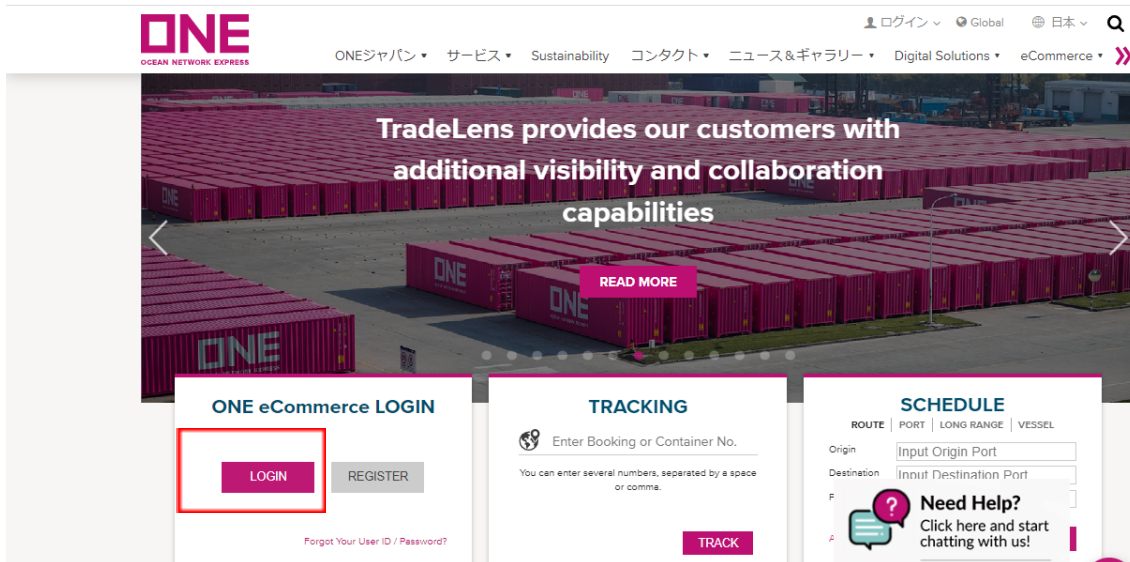 ONE
OCEAN NETWORK EXPRESS
ログイン Global 日本
ONEジャパン サービス Sustainability コンタクト ニュース＆ギャラリー Digital Solutions eCommerce
TradeLens provides our customers with
additional visibility and collaboration
capabilities
READ MORE
ONE
ONE
ONE
ONE
ONE eCommerce LOGIN
LOGIN
REGISTER
Forgot Your User ID / Password?
TRACKING
Enter Booking or Container No.
You can enter several numbers, separated by a space
or comma.
TRACK
SCHEDULE
ROUTE | PORT | LONG RANGE | VESSEL
Origin Input Origin Port
Destination Input Destination Port
Need Help?
Click here and start
chatting with us!